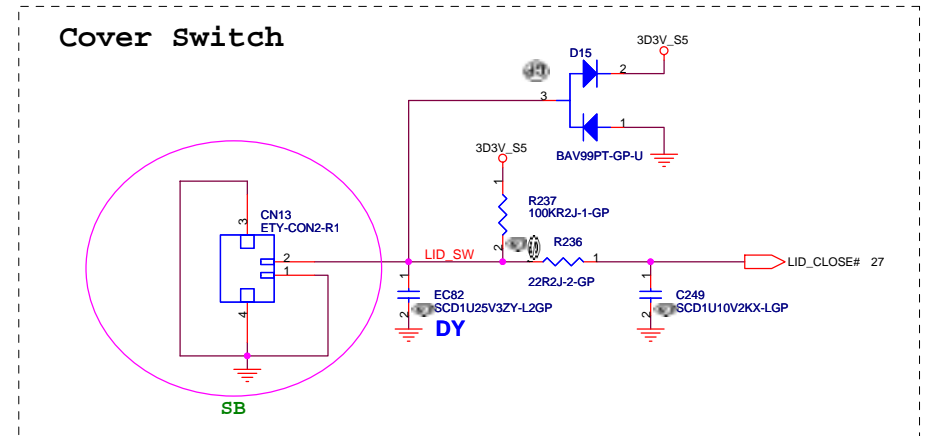 Cover Switch
3D3V_S5
D15
2
3
1
BAV99PT-GP-U
3D3V_S5
1
R237
100KR2J-1-GP
2
CN13
ETY-CON2-R1
3
2
1
4
LID_SW
R236
1
22R2J-2-GP
LID_CLOSE# 27
1
EC82
SCD1U25V3ZY-L2GP
2
DY
1
C249
SCD1U10V2KX-LGP
2
SB